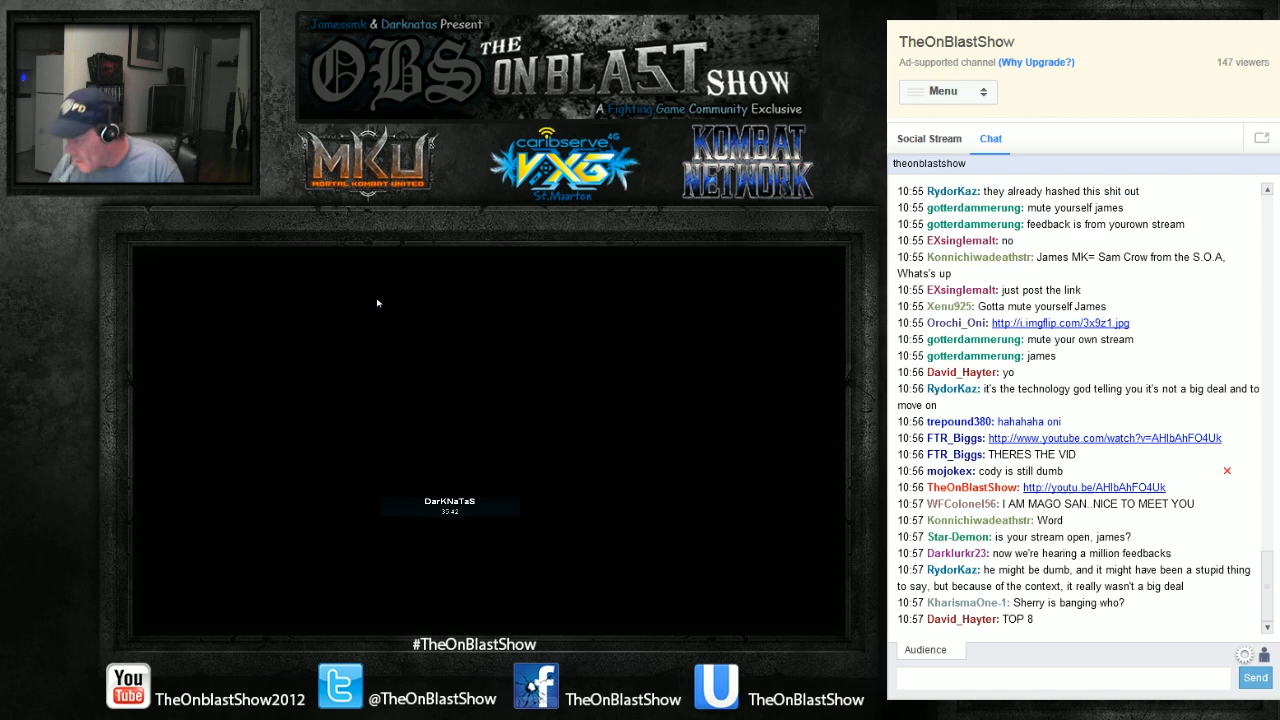 Jamessmk & Darknatas Present
OBS THE ON BLAST SHOW
A Fighting Game Community Exclusive
MKU
MORTAL KOMBAT UNITED
caribserve 4G
VXG
St.Maarten
KOMBAT
NETWORK
PD
DarKNaTaS
35:42
#TheOnBlastShow
You
Tube
TheOnblastShow2012
@TheOnBlastShow
TheOnBlastShow
U
TheOnBlastShow
TheOnBlastShow
Ad-supported channel (Why Upgrade?)
147 viewers
Menu
Social Stream
Chat
theonblastshow
10:55 RydorKaz: they already hashed this shit out
10:55 gotterdammerung: mute yourself james
10:55 gotterdammerung: feedback is from yourown stream
10:55 EXsinglemalt: no
10:55 Konnichiwadeathstr: James MK= Sam Crow from the S.O.A,
Whats's up
10:55 EXsinglemalt: just post the link
10:55 Xenu925: Gotta mute yourself James
10:55 Orochi_Oni: http://i.imgflip.com/3x9z1.jpg
10:55 gotterdammerung: mute your own stream
10:55 gotterdammerung: james
10:56 David_Hayter: yo
10:56 RydorKaz: it's the technology god telling you it's not a big deal and to
move on
10:56 trepound380: hahahaha oni
10:56 FTR_Biggs: http://www.youtube.com/watch?v=AHlbAhFO4Uk
10:56 FTR_Biggs: THERES THE VID
10:56 mojokex: cody is still dumb
10:56 TheOnBlastShow: http://youtu.be/AHlbAhFO4Uk
10:57 WFColonel56: I AM MAGO SAN..NICE TO MEET YOU
10:57 Konnichiwadeathstr: Word
10:57 Star-Demon: is your stream open, james?
10:57 Darklurkr23: now we're hearing a million feedbacks
10:57 RydorKaz: he might be dumb, and it might have been a stupid thing
to say, but because of the context, it really wasn't a big deal
10:57 KharismaOne-1: Sherry is banging who?
10:57 David_Hayter: TOP 8
Audience
Send